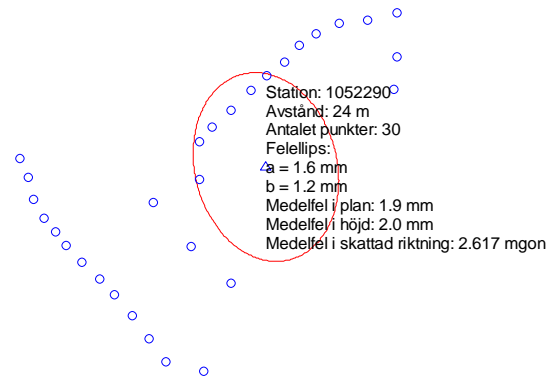 Station: 1052290
Avstånd: 24 m
Antalet punkter: 30
Felellips:
a = 1.6 mm
b = 1.2 mm
Medelfel i plan: 1.9 mm
Medelfel i höjd: 2.0 mm
Medelfel i skattad riktning: 2.617 mgon